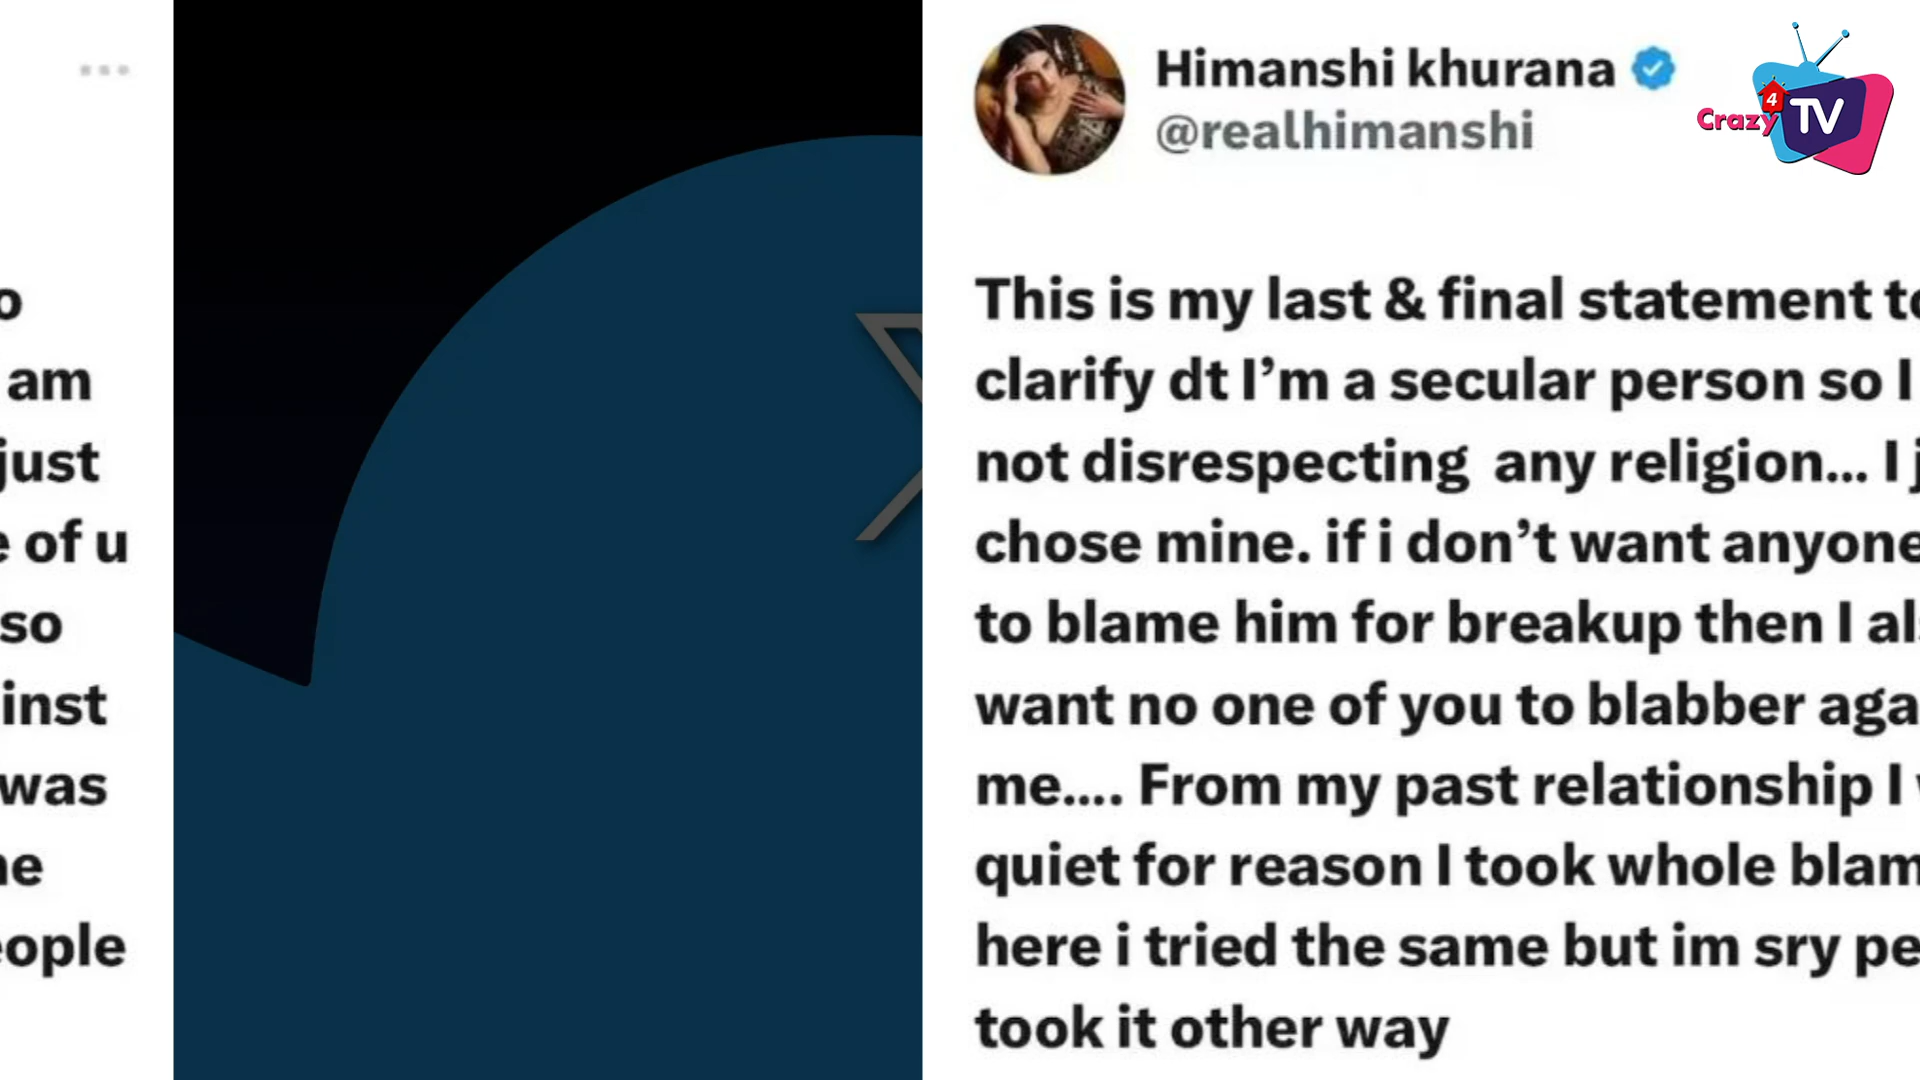 o
am
just
e of u
so
inst
was
ne
eople
Himanshi khurana
@realhimanshi
Crazy 4 TV
This is my last & final statement to
clarify dt I’m a secular person so I
not disrespecting any religion... I j
chose mine. if i don’t want anyone
to blame him for breakup then I als
want no one of you to blabber aga
me.... From my past relationship I w
quiet for reason I took whole blam
here i tried the same but im sry pe
took it other way